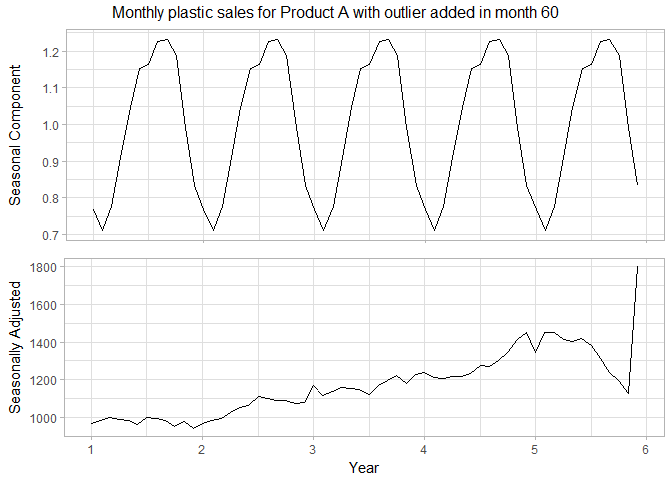 Monthly plastic sales for Product A with outlier added in month 60
Seasonal Component
1.2
1.1
1.0
0.9
0.8
0.7
Seasonally Adjusted
1800
1600
1400
1200
1000
1 2 3 4 5 6
Year